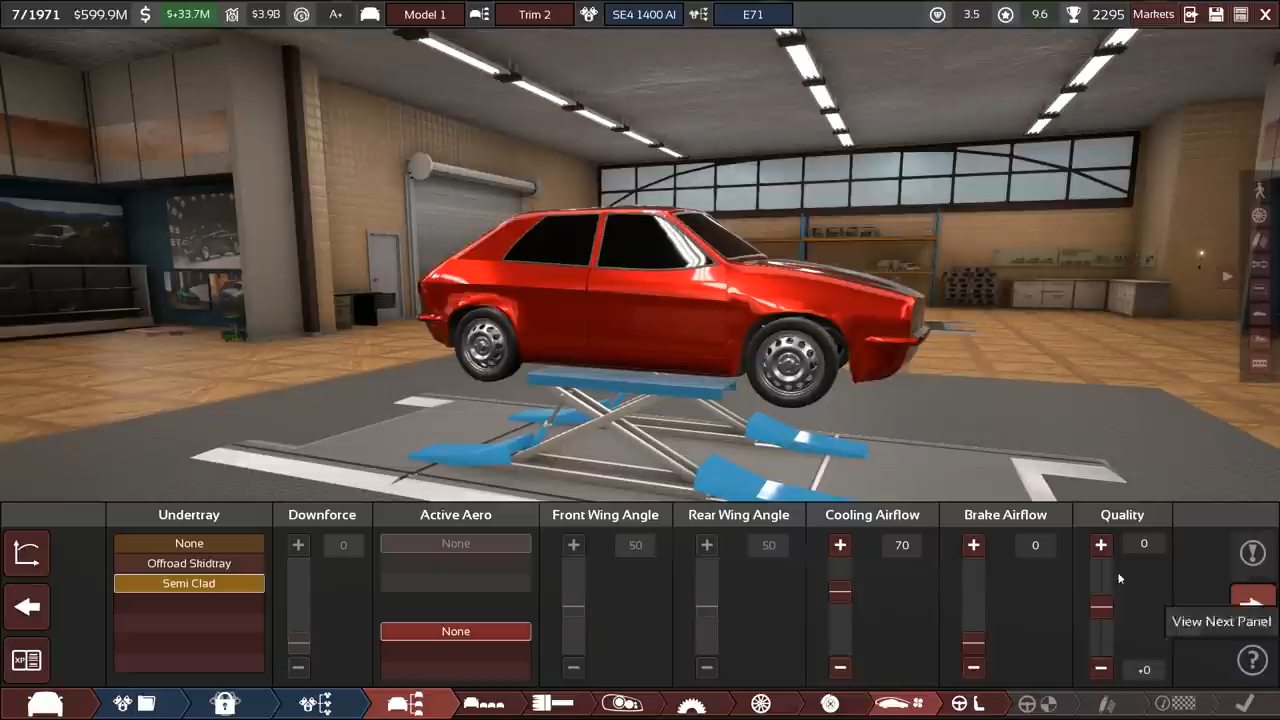 7/1971 $599.9M $ $+33.7M $3.9B A+ Model 1 Trim 2 SE4 1400 AI E71 3.5 9.6 2295 Markets X
Undertray Downforce Active Aero Front Wing Angle Rear Wing Angle Cooling Airflow Brake Airflow Quality
None + 0 None + 50 + 50 + 70 + 0 + 0
Offroad Skidtray
Semi Clad
View Next Panel
None
XP +0 ?